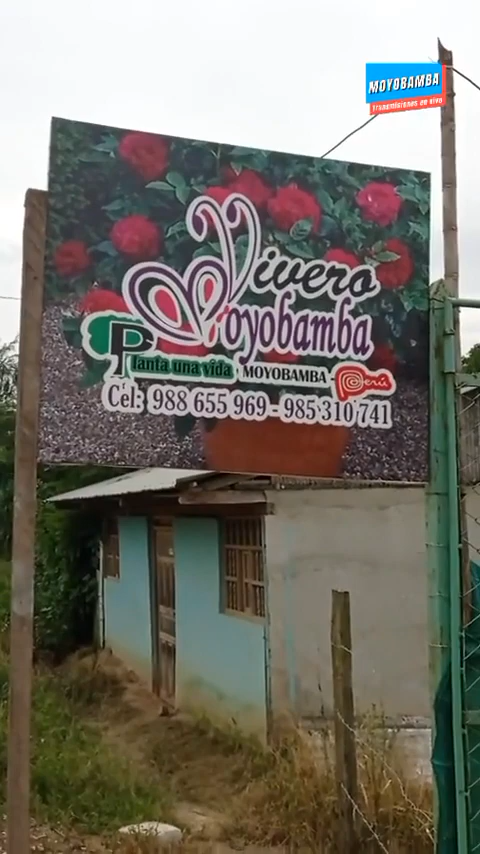 MOYOBAMBA
Transmisiones en vivo
Vivero
Moyobamba
Planta una vida · MOYOBAMBA - Perú
Cel: 988 655 969 - 985 310 741